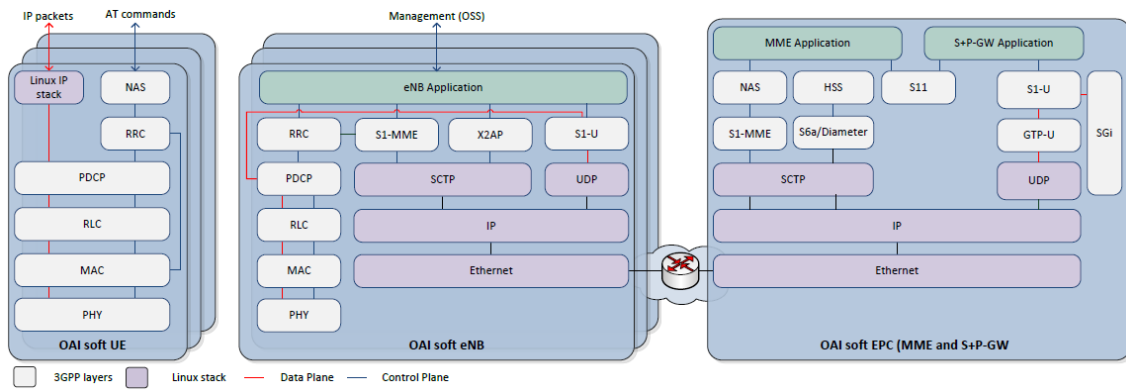 IP packets
AT commands
Linux IP
stack
NAS
RRC
PDCP
RLC
MAC
PHY
OAI soft UE
Management (OSS)
eNB Application
RRC
S1-MME
X2AP
S1-U
PDCP
SCTP
UDP
RLC
IP
MAC
Ethernet
PHY
OAI soft eNB
MME Application
S+P-GW Application
NAS
HSS
S11
S1-U
S1-MME
S6a/Diameter
GTP-U
SGi
SCTP
UDP
IP
Ethernet
OAI soft EPC (MME and S+P-GW
3GPP layers
Linux stack
Data Plane
Control Plane